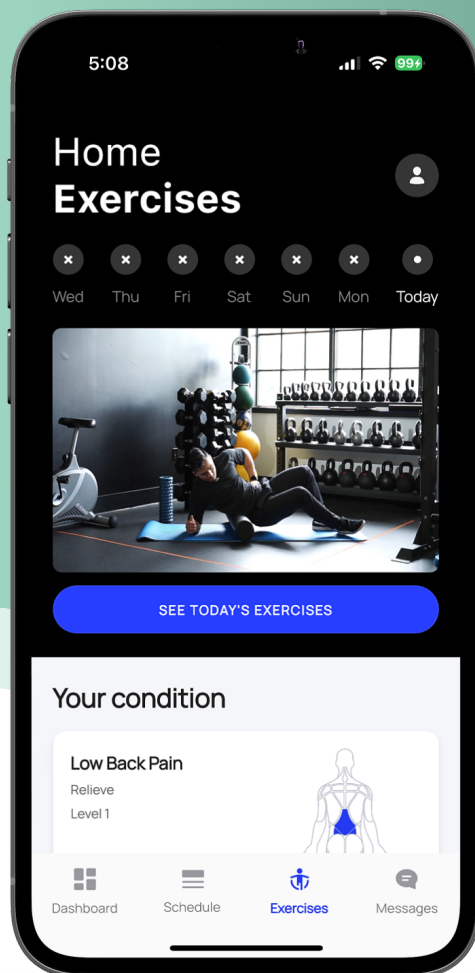 5:08
99
Home
Exercises
Wed Thu Fri Sat Sun Mon Today
SEE TODAY'S EXERCISES
Your condition
Low Back Pain
Relieve
Level 1
Dashboard Schedule Exercises Messages